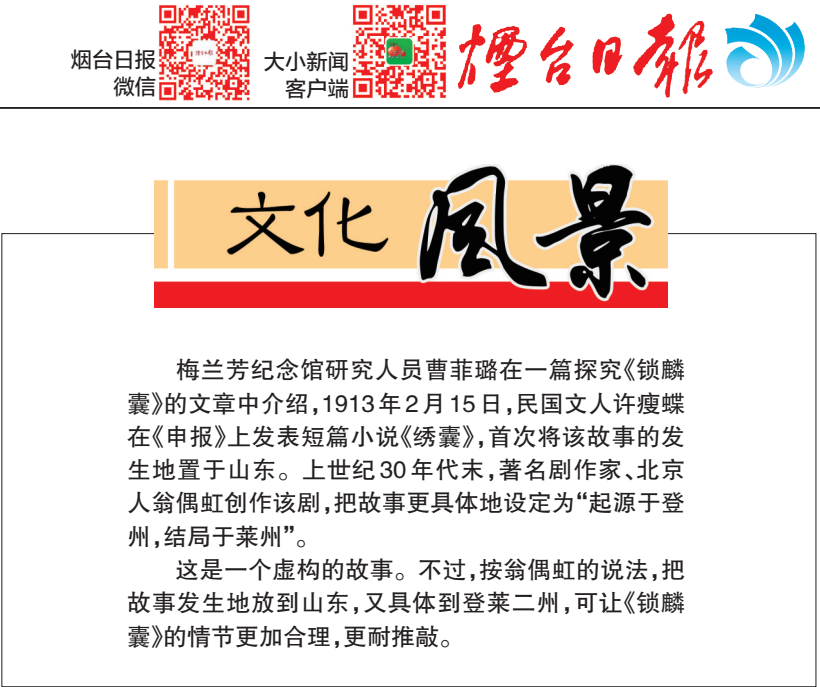 烟台日报
微信
大小新闻
客户端
煙台日報
文化 風景
梅兰芳纪念馆研究人员曹菲璐在一篇探究《锁麟
囊》的文章中介绍,1913年2月15日,民国文人许瘦蝶
在《申报》上发表短篇小说《绣囊》,首次将该故事的发
生地置于山东。上世纪30年代末,著名剧作家、北京
人翁偶虹创作该剧,把故事更具体地设定为“起源于登
州,结局于莱州”。
这是一个虚构的故事。不过,按翁偶虹的说法,把
故事发生地放到山东,又具体到登莱二州,可让《锁麟
囊》的情节更加合理,更耐推敲。